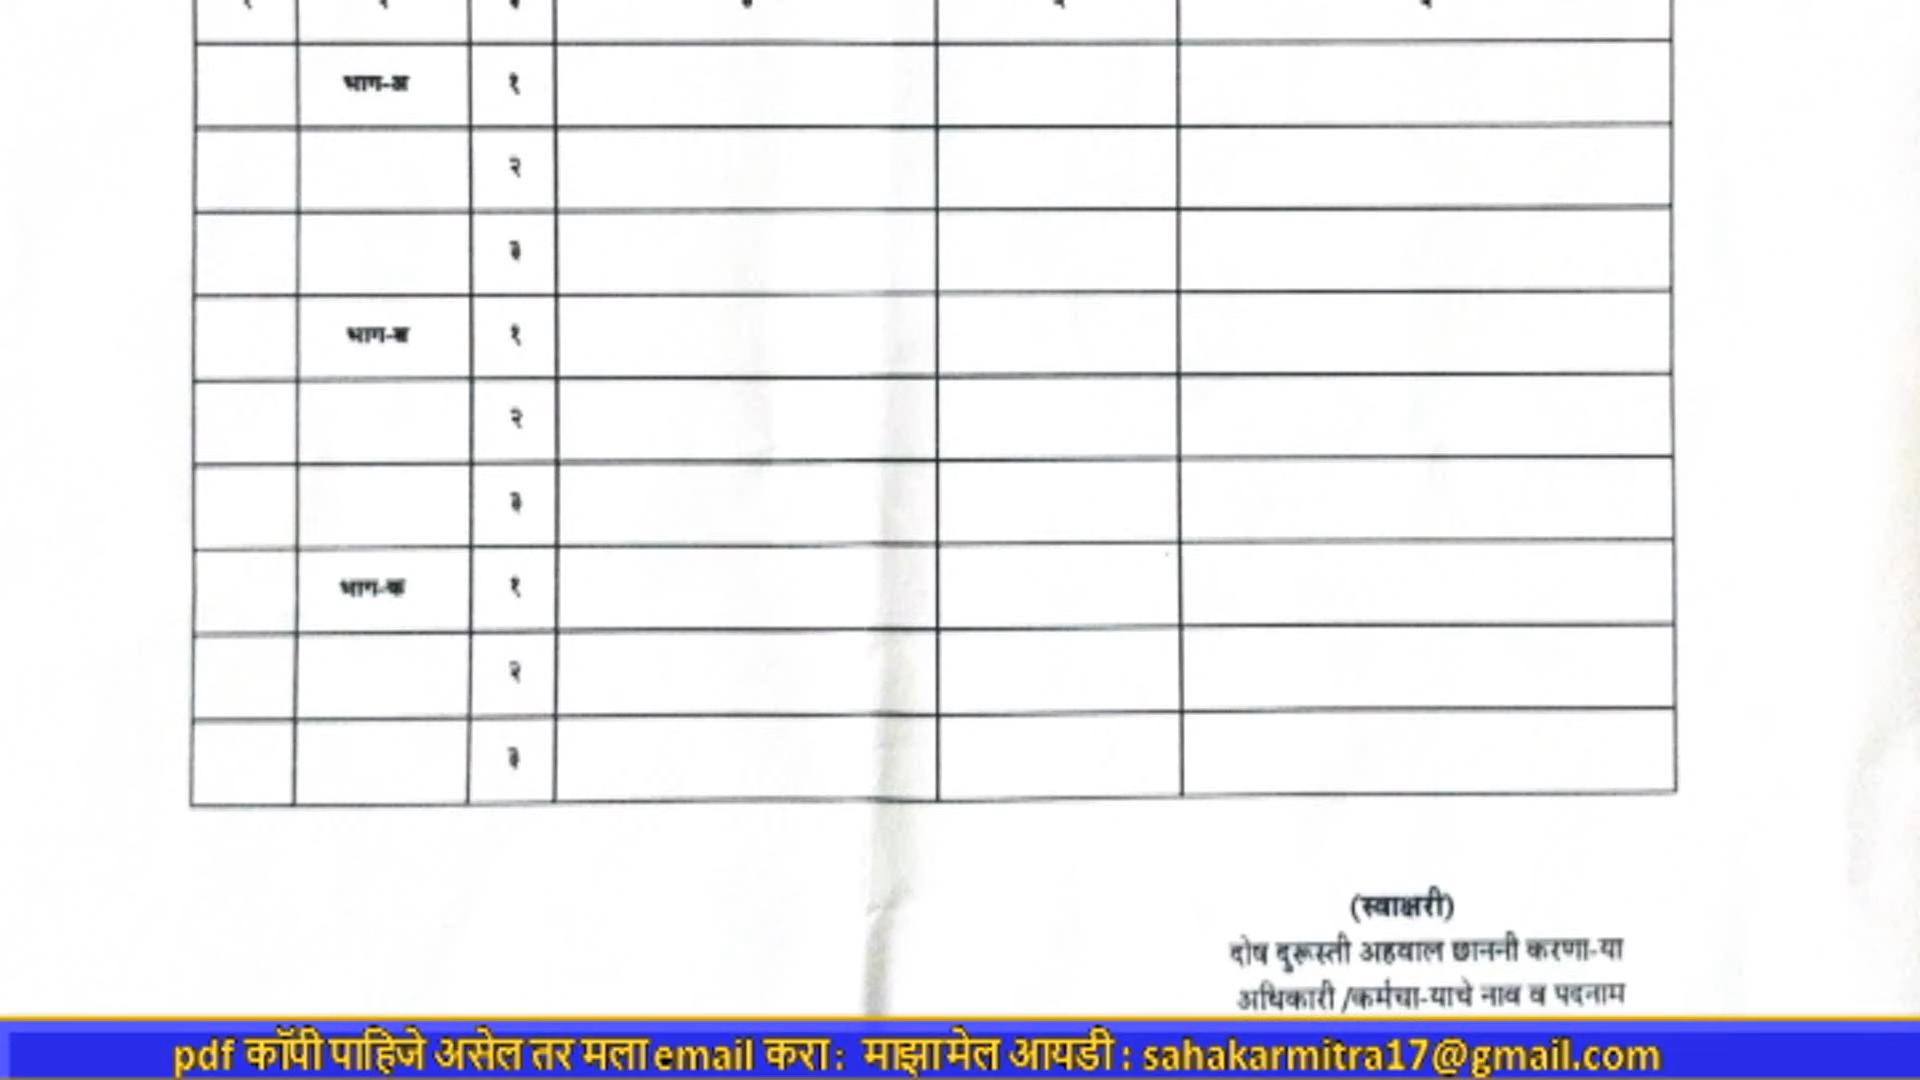 भाग-अ १
२
३
भाग-ब १
२
३
भाग-क १
२
३
(स्वाक्षरी)
दोष दुरूस्ती अहवाल छाननी करणा-या
अधिकारी /कर्मचा-याचे नाव व पदनाम
pdf कॉपी पाहिजे असेल तर मला email करा : माझा मेल आयडी : sahakarmitra17@gmail.com